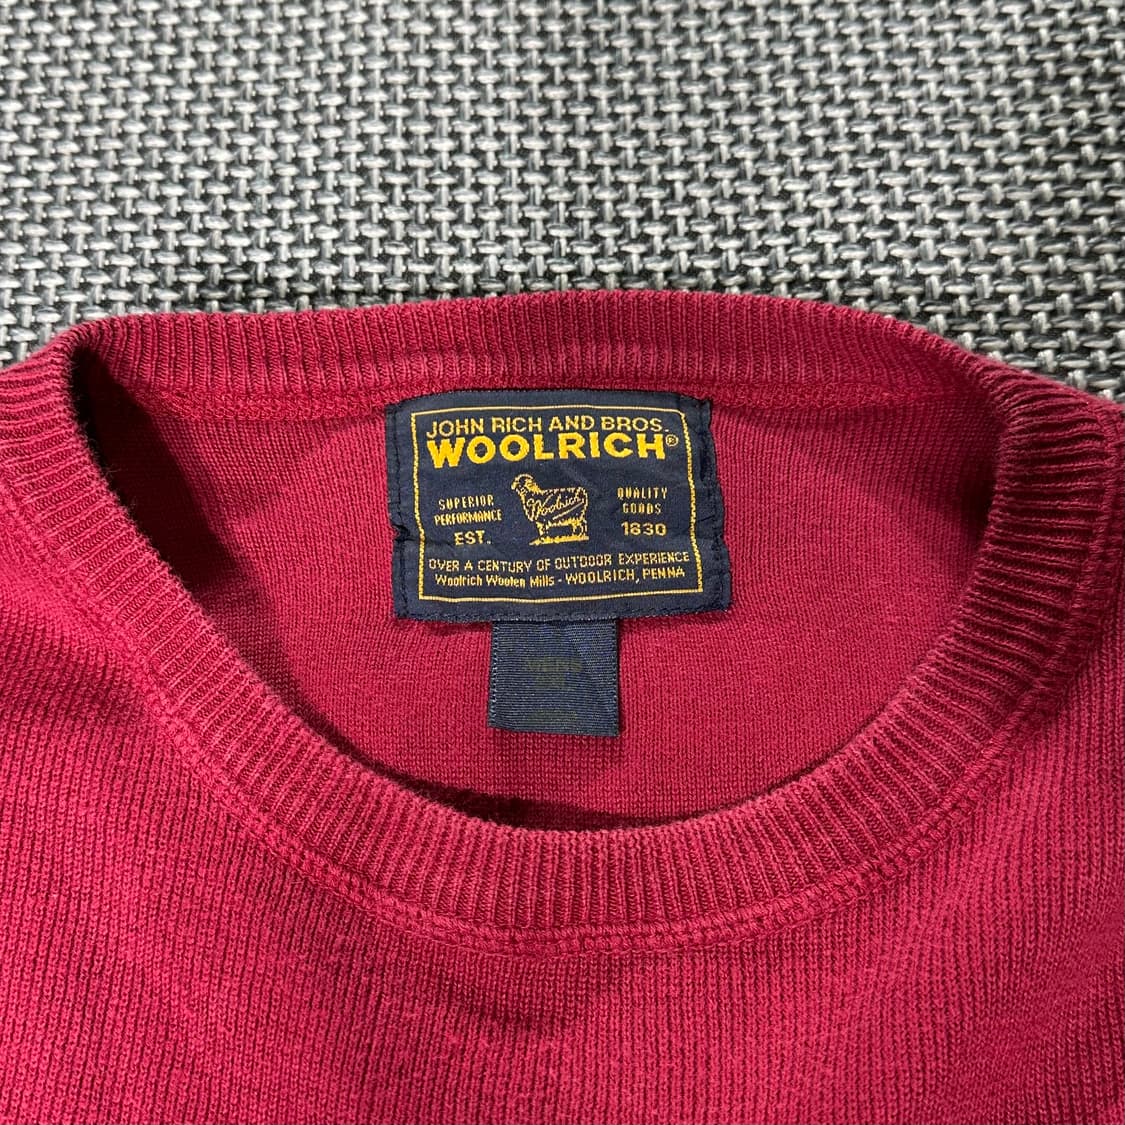 JOHN RICH AND BROS.
WOOLRICH®
SUPERIOR
PERFORMANCE
EST.
Woolrich
QUALITY
GOODS
1830
OVER A CENTURY OF OUTDOOR EXPERIENCE
Woolrich Woolen Mills - WOOLRICH, PENNA